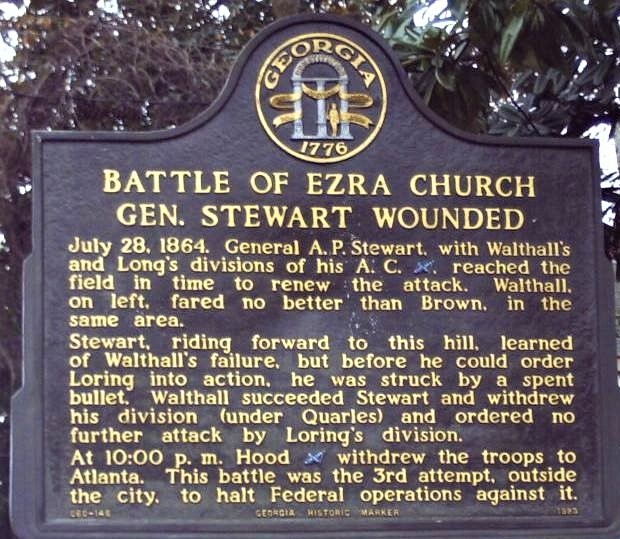 GEORGIA
1776
BATTLE OF EZRA CHURCH
GEN. STEWART WOUNDED
July 28, 1864. General A. P. Stewart, with Walthall's
and Long's divisions of his A. C. , reached the
field in time to renew the attack. Walthall,
on left, fared no better than Brown, in the
same area.
Stewart, riding forward to this hill, learned
of Walthall's failure, but before he could order
Loring into action, he was struck by a spent
bullet. Walthall succeeded Stewart and withdrew
his division (under Quarles) and ordered no
further attack by Loring's division.
At 10:00 p. m. Hood withdrew the troops to
Atlanta. This battle was the 3rd attempt, outside
the city, to halt Federal operations against it.
GEORGIA HISTORIC MARKER